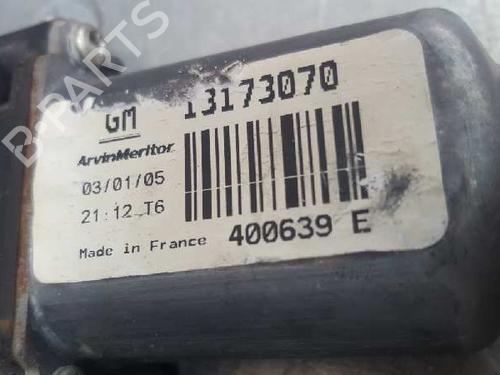 B-PARTS
GM 13173070
ArvinMeritor
03/01/05
21:12 T6
Made in France 400639 E